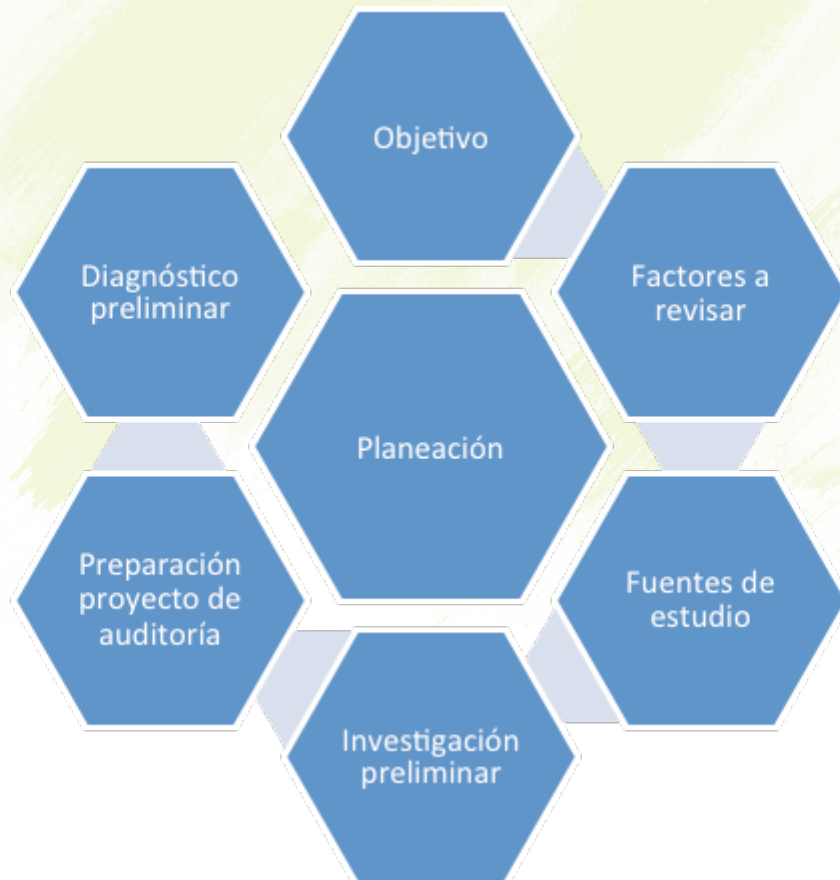 Objetivo
Factores a
revisar
Fuentes de
estudio
Investigación
preliminar
Preparación
proyecto de
auditoría
Diagnóstico
preliminar
Planeación